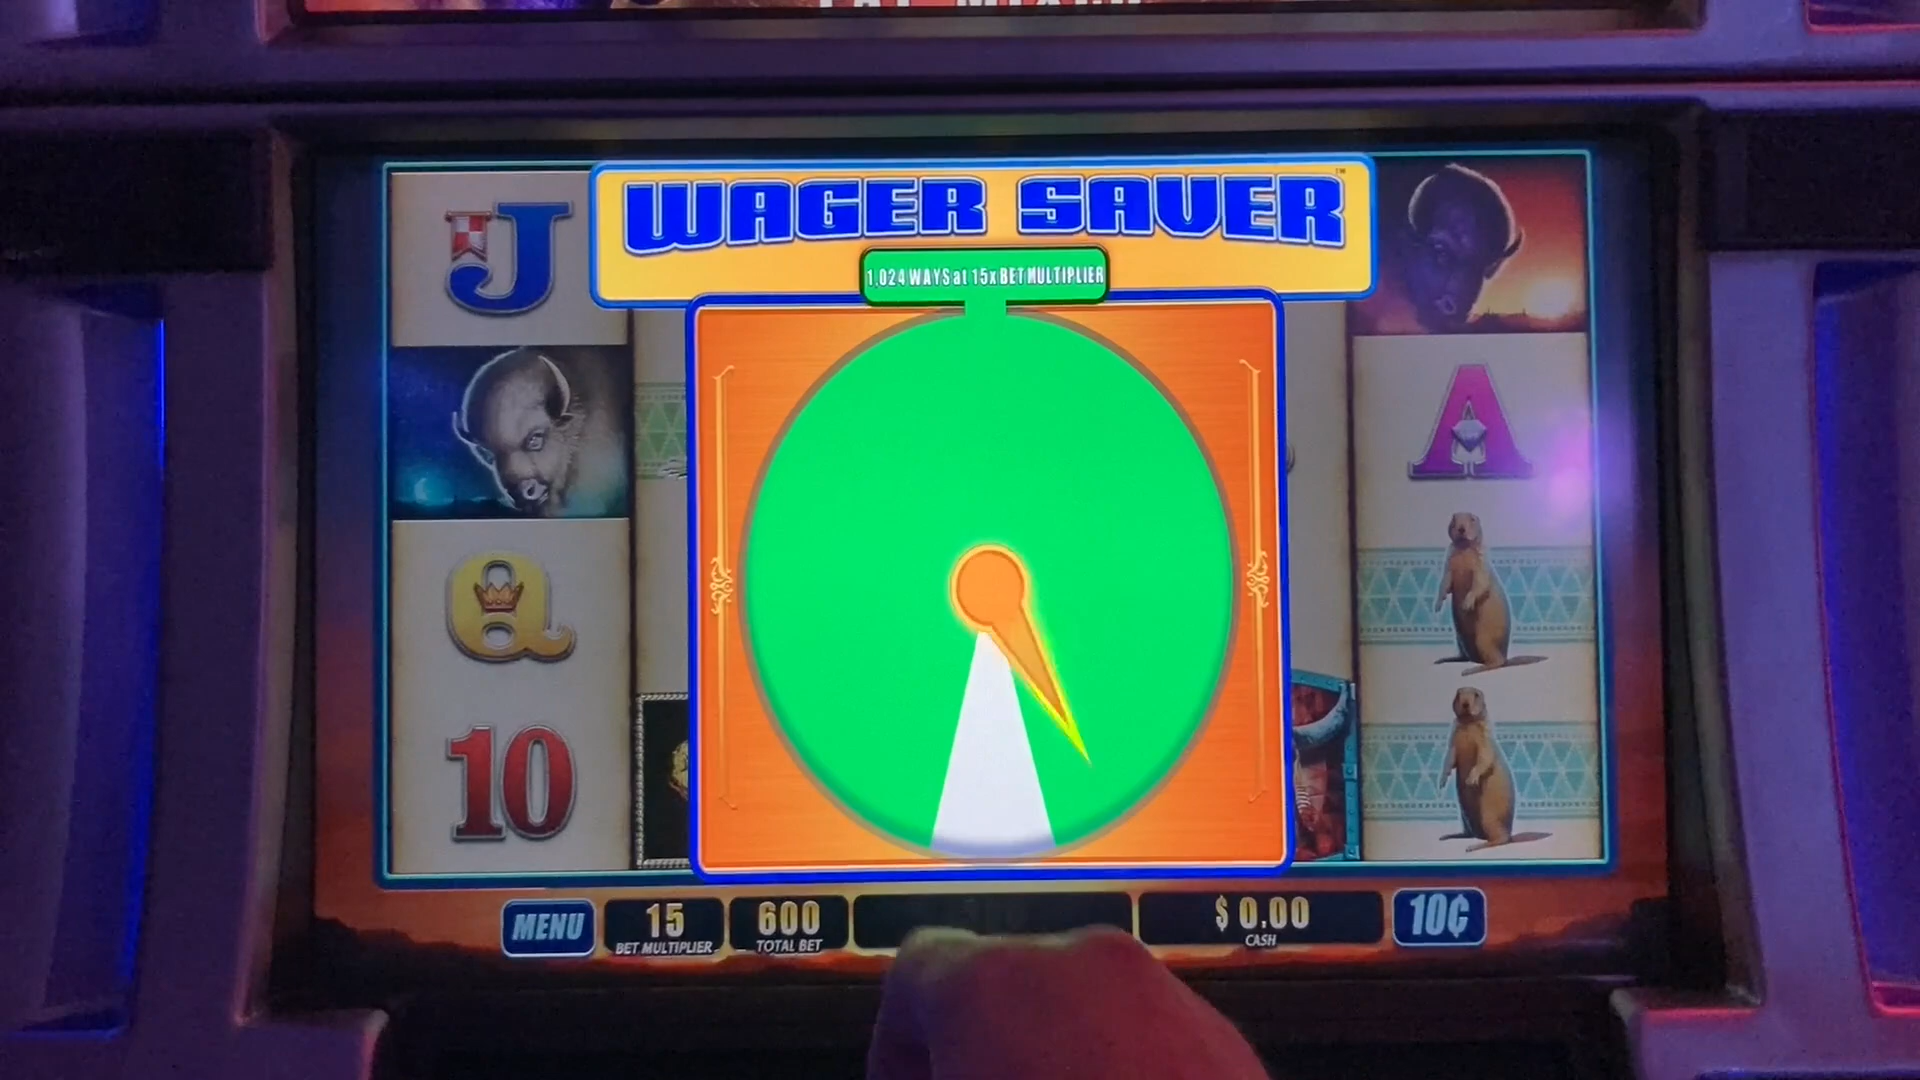 WAGER SAVER™
1,024 WAYS at 15x BET MULTIPLIER
J
A
Q
10
MENU
15
BET MULTIPLIER
600
TOTAL BET
$ 0.00
CASH
10¢